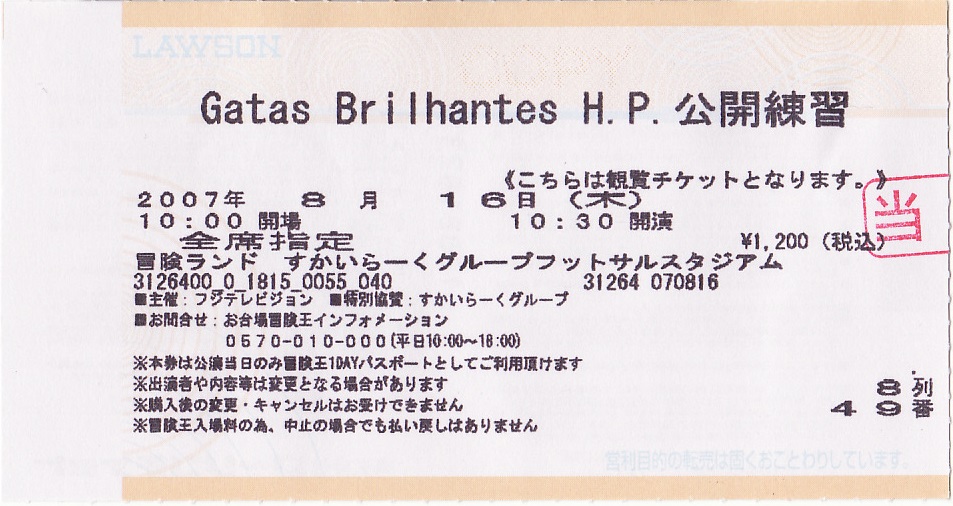 LAWSON
COPY
Gatas Brilhantes H.P.公開練習
《こちらは観覧チケットとなります。》
2007年 8月 16日(木)
10:00 開場 10:30 開演
当
全席指定 ¥1,200(税込)
冒険ランド すかいらーくグループフットサルスタジアム
3126400_0_1815_0055_040 31264_070816
■主催:フジテレビジョン ■特別協賛:すかいらーくグループ
■お問合せ:お台場冒険王インフォメーション
0570-010-000(平日10:00~18:00)
※本券は公演当日のみ冒険王1DAYパスポートとしてご利用頂けます
※出演者や内容等は変更となる場合があります
8列
※購入後の変更・キャンセルはお受けできません
49番
※冒険王入場料の為、中止の場合でも払い戻しはありません
営利目的の転売は固くおことわりしています。